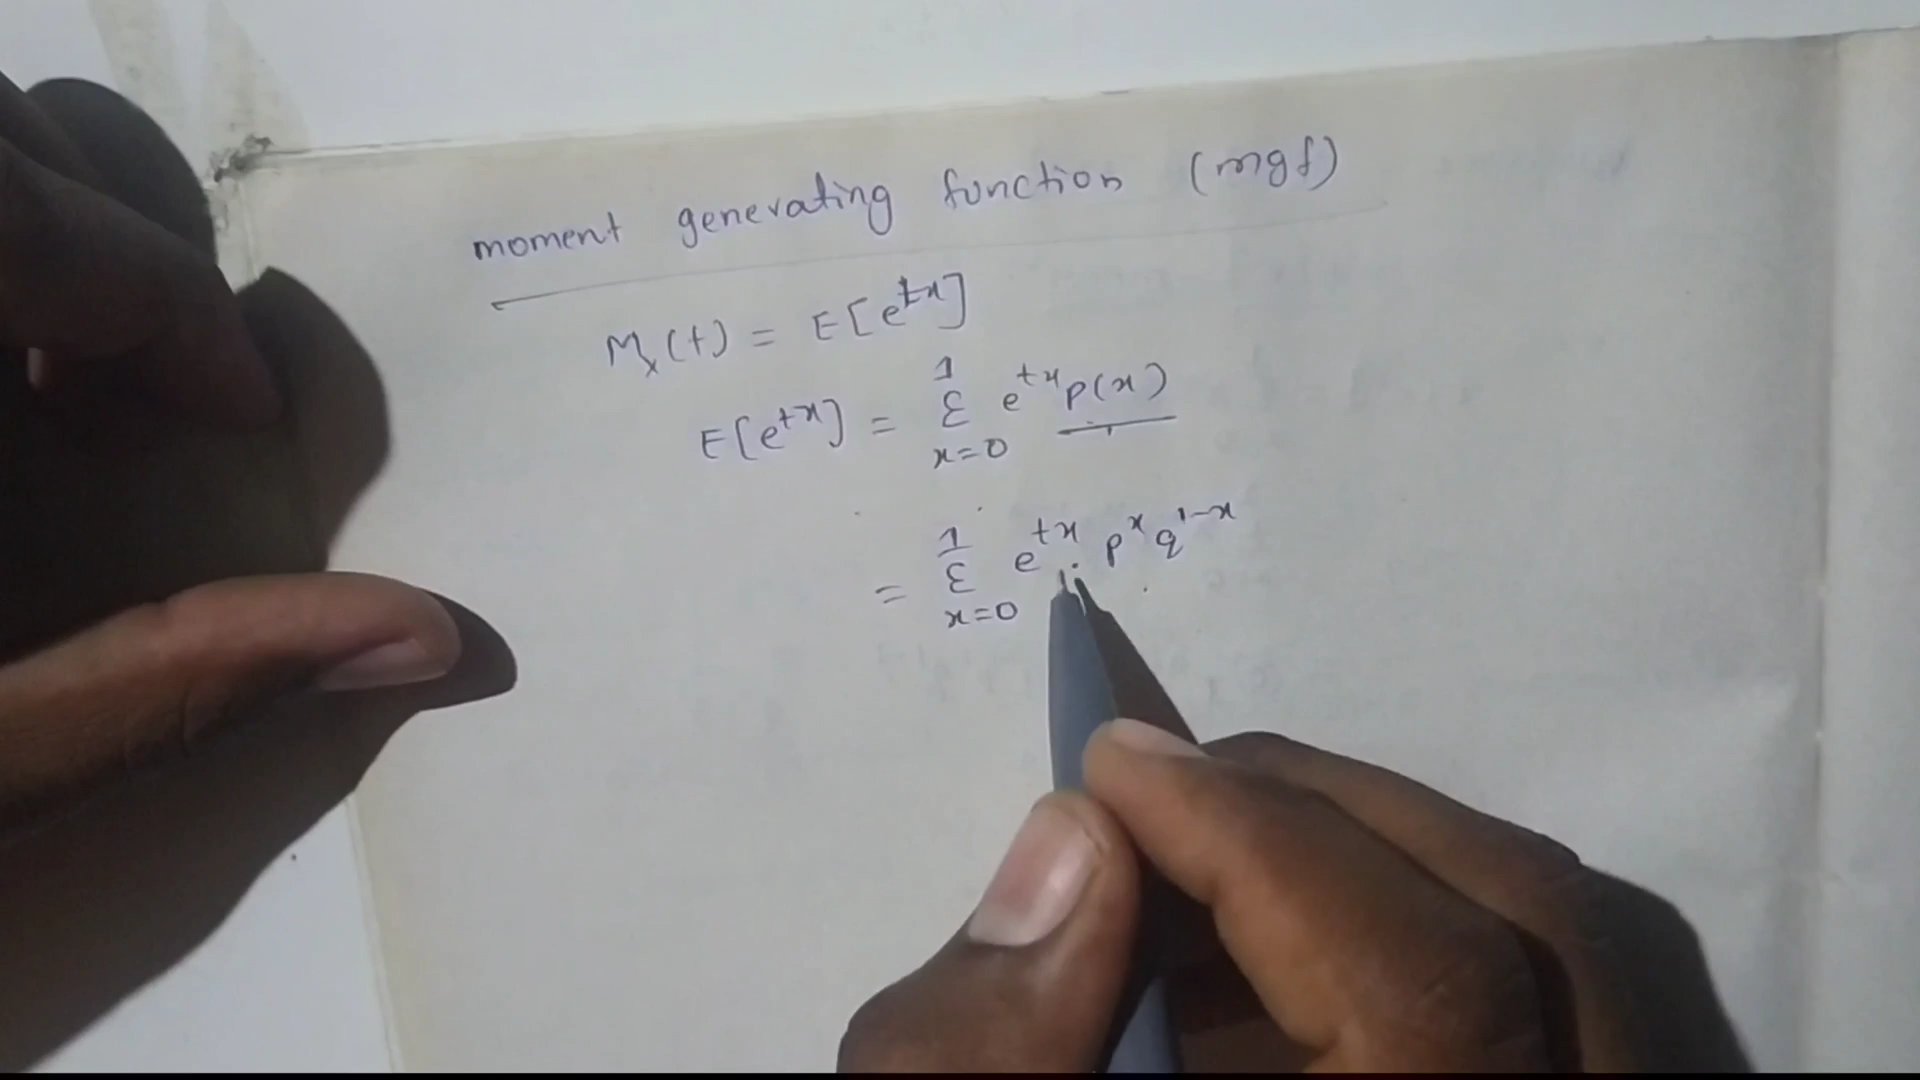 moment generating function (mgf)
Mx(t) = E[e^tx]
E[e^tx] = 1 Σ x=0 e^tx p(x)
= 1 Σ x=0 e^tx . p^x q^1-x